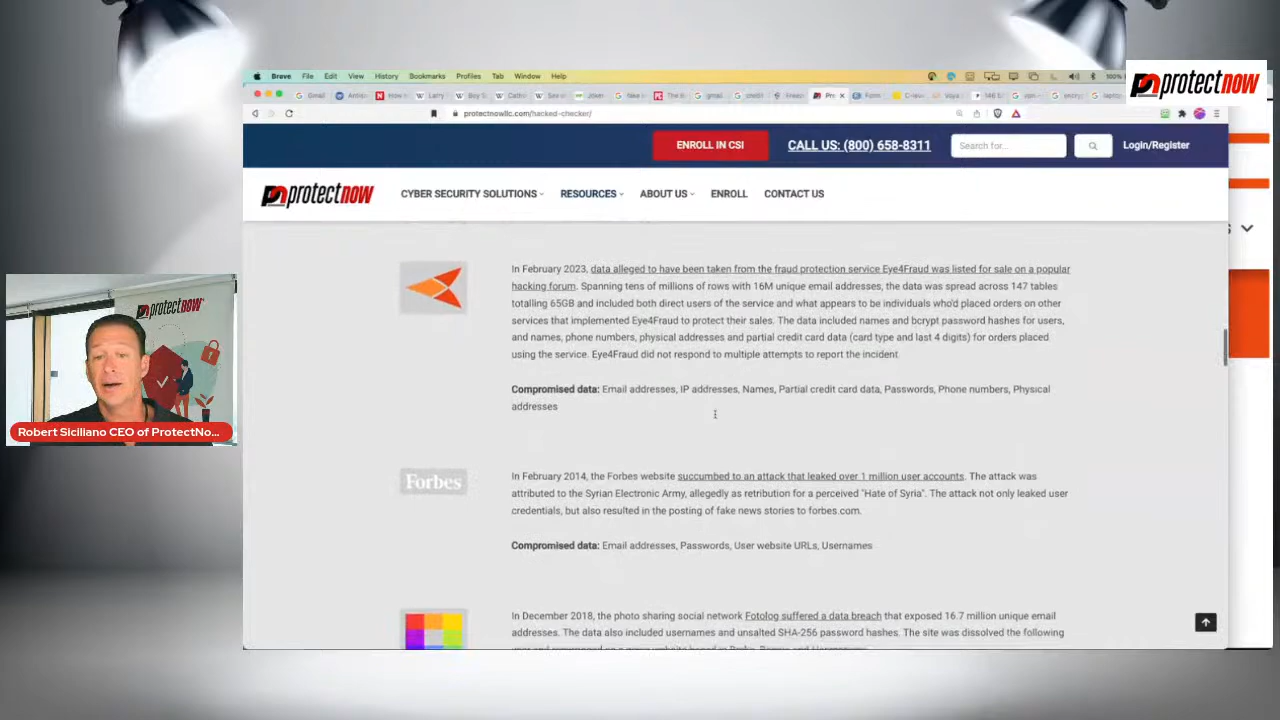 protectnow
Brave File Edit View History Bookmarks Profiles Tab Window Help
100%
Gmail
Larry
Joker
gmail
Form
protectnowllc.com/hacked-checker/
ENROLL IN CSI
CALL US: (800) 658-8311
Search for...
Login/Register
protectnow
CYBER SECURITY SOLUTIONS
RESOURCES
ABOUT US
ENROLL
CONTACT US
In February 2023, data alleged to have been taken from the fraud protection service Eye4Fraud was listed for sale on a popular
hacking forum. Spanning tens of millions of rows with 16M unique email addresses, the data was spread across 147 tables
totalling 65GB and included both direct users of the service and what appears to be individuals who'd placed orders on other
services that implemented Eye4Fraud to protect their sales. The data included names and bcrypt password hashes for users,
and names, phone numbers, physical addresses and partial credit card data (card type and last 4 digits) for orders placed
using the service. Eye4Fraud did not respond to multiple attempts to report the incident
Compromised data: Email addresses, IP addresses, Names, Partial credit card data, Passwords, Phone numbers, Physical
addresses
protectnow
Robert Siciliano CEO of ProtectNo...
Forbes
In February 2014, the Forbes website succumbed to an attack that leaked over 1 million user accounts. The attack was
attributed to the Syrian Electronic Army, allegedly as retribution for a perceived "Hate of Syria". The attack not only leaked user
credentials, but also resulted in the posting of fake news stories to forbes.com.
Compromised data: Email addresses, Passwords, User website URLs, Usernames
In December 2018, the photo sharing social network Fotolog suffered a data breach that exposed 16.7 million unique email
addresses. The data also included usernames and unsalted SHA-256 password hashes. The site was dissolved the following